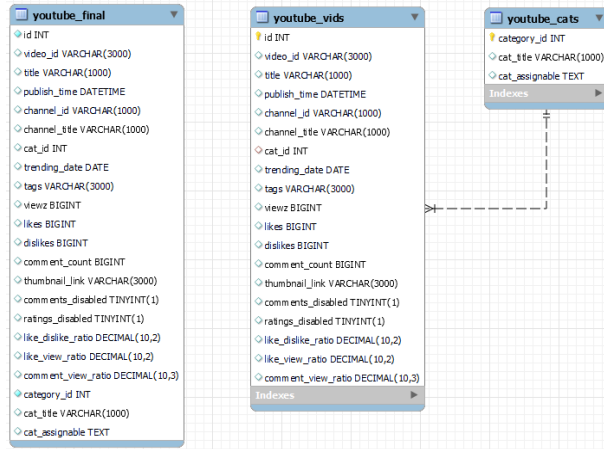 youtube_final
id INT
video_id VARCHAR(3000)
title VARCHAR(1000)
publish_time DATETIME
channel_id VARCHAR(1000)
channel_title VARCHAR(1000)
cat_id INT
trending_date DATE
tags VARCHAR(3000)
viewz BIGINT
likes BIGINT
dislikes BIGINT
comment_count BIGINT
thumbnail_link VARCHAR(3000)
comments_disabled TINYINT(1)
ratings_disabled TINYINT(1)
like_dislike_ratio DECIMAL(10,2)
like_view_ratio DECIMAL(10,2)
comment_view_ratio DECIMAL(10,3)
category_id INT
cat_title VARCHAR(1000)
cat_assignable TEXT
youtube_vids
id INT
video_id VARCHAR(3000)
title VARCHAR(1000)
publish_time DATETIME
channel_id VARCHAR(1000)
channel_title VARCHAR(1000)
cat_id INT
trending_date DATE
tags VARCHAR(3000)
viewz BIGINT
likes BIGINT
dislikes BIGINT
comment_count BIGINT
thumbnail_link VARCHAR(3000)
comments_disabled TINYINT(1)
ratings_disabled TINYINT(1)
like_dislike_ratio DECIMAL(10,2)
like_view_ratio DECIMAL(10,2)
comment_view_ratio DECIMAL(10,3)
Indexes
youtube_cats
category_id INT
cat_title VARCHAR(1000)
cat_assignable TEXT
Indexes